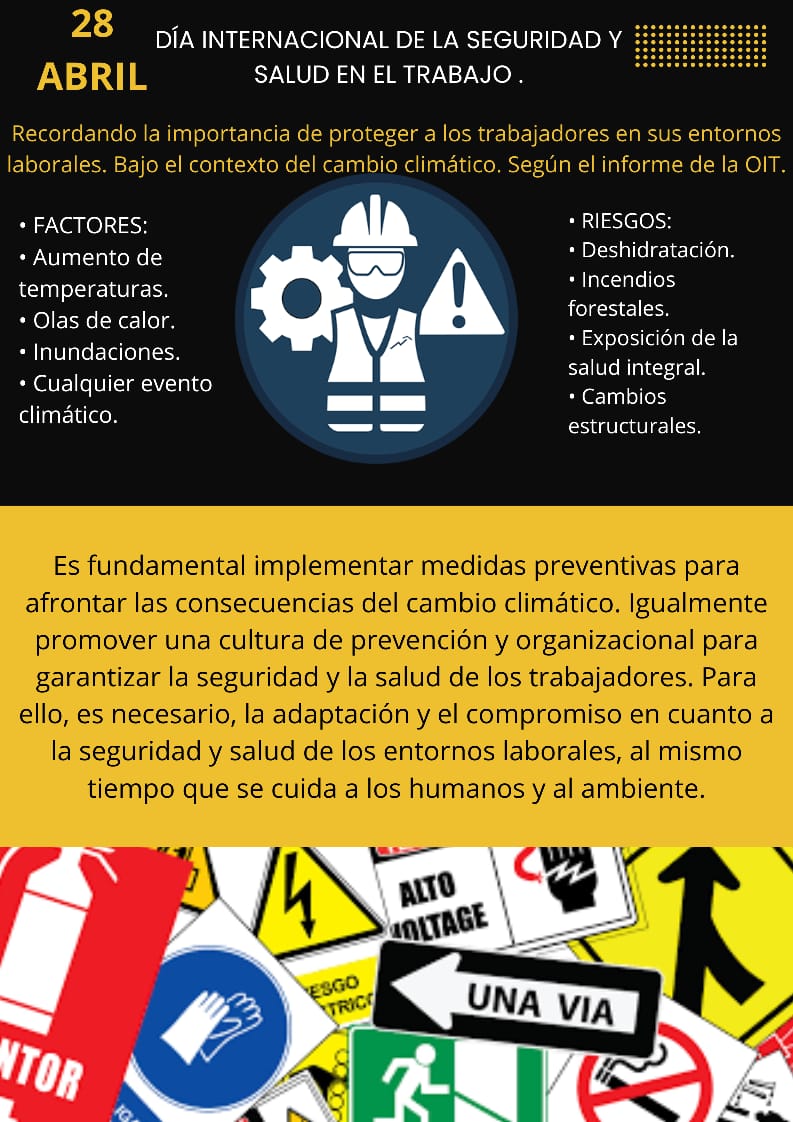 28
ABRIL
DÍA INTERNACIONAL DE LA SEGURIDAD Y
SALUD EN EL TRABAJO .
Recordando la importancia de proteger a los trabajadores en sus entornos
laborales. Bajo el contexto del cambio climático. Según el informe de la OIT.
• FACTORES:
• Aumento de
temperaturas.
• Olas de calor.
• Inundaciones.
• Cualquier evento
climático.
• RIESGOS:
• Deshidratación.
• Incendios
forestales.
• Exposición de la
salud integral.
• Cambios
estructurales.
Es fundamental implementar medidas preventivas para
afrontar las consecuencias del cambio climático. Igualmente
promover una cultura de prevención y organizacional para
garantizar la seguridad y la salud de los trabajadores. Para
ello, es necesario, la adaptación y el compromiso en cuanto a
la seguridad y salud de los entornos laborales, al mismo
tiempo que se cuida a los humanos y al ambiente.
ALTO
VOLTAGE
ESGO
TRIC
UNA VIA
NTOR